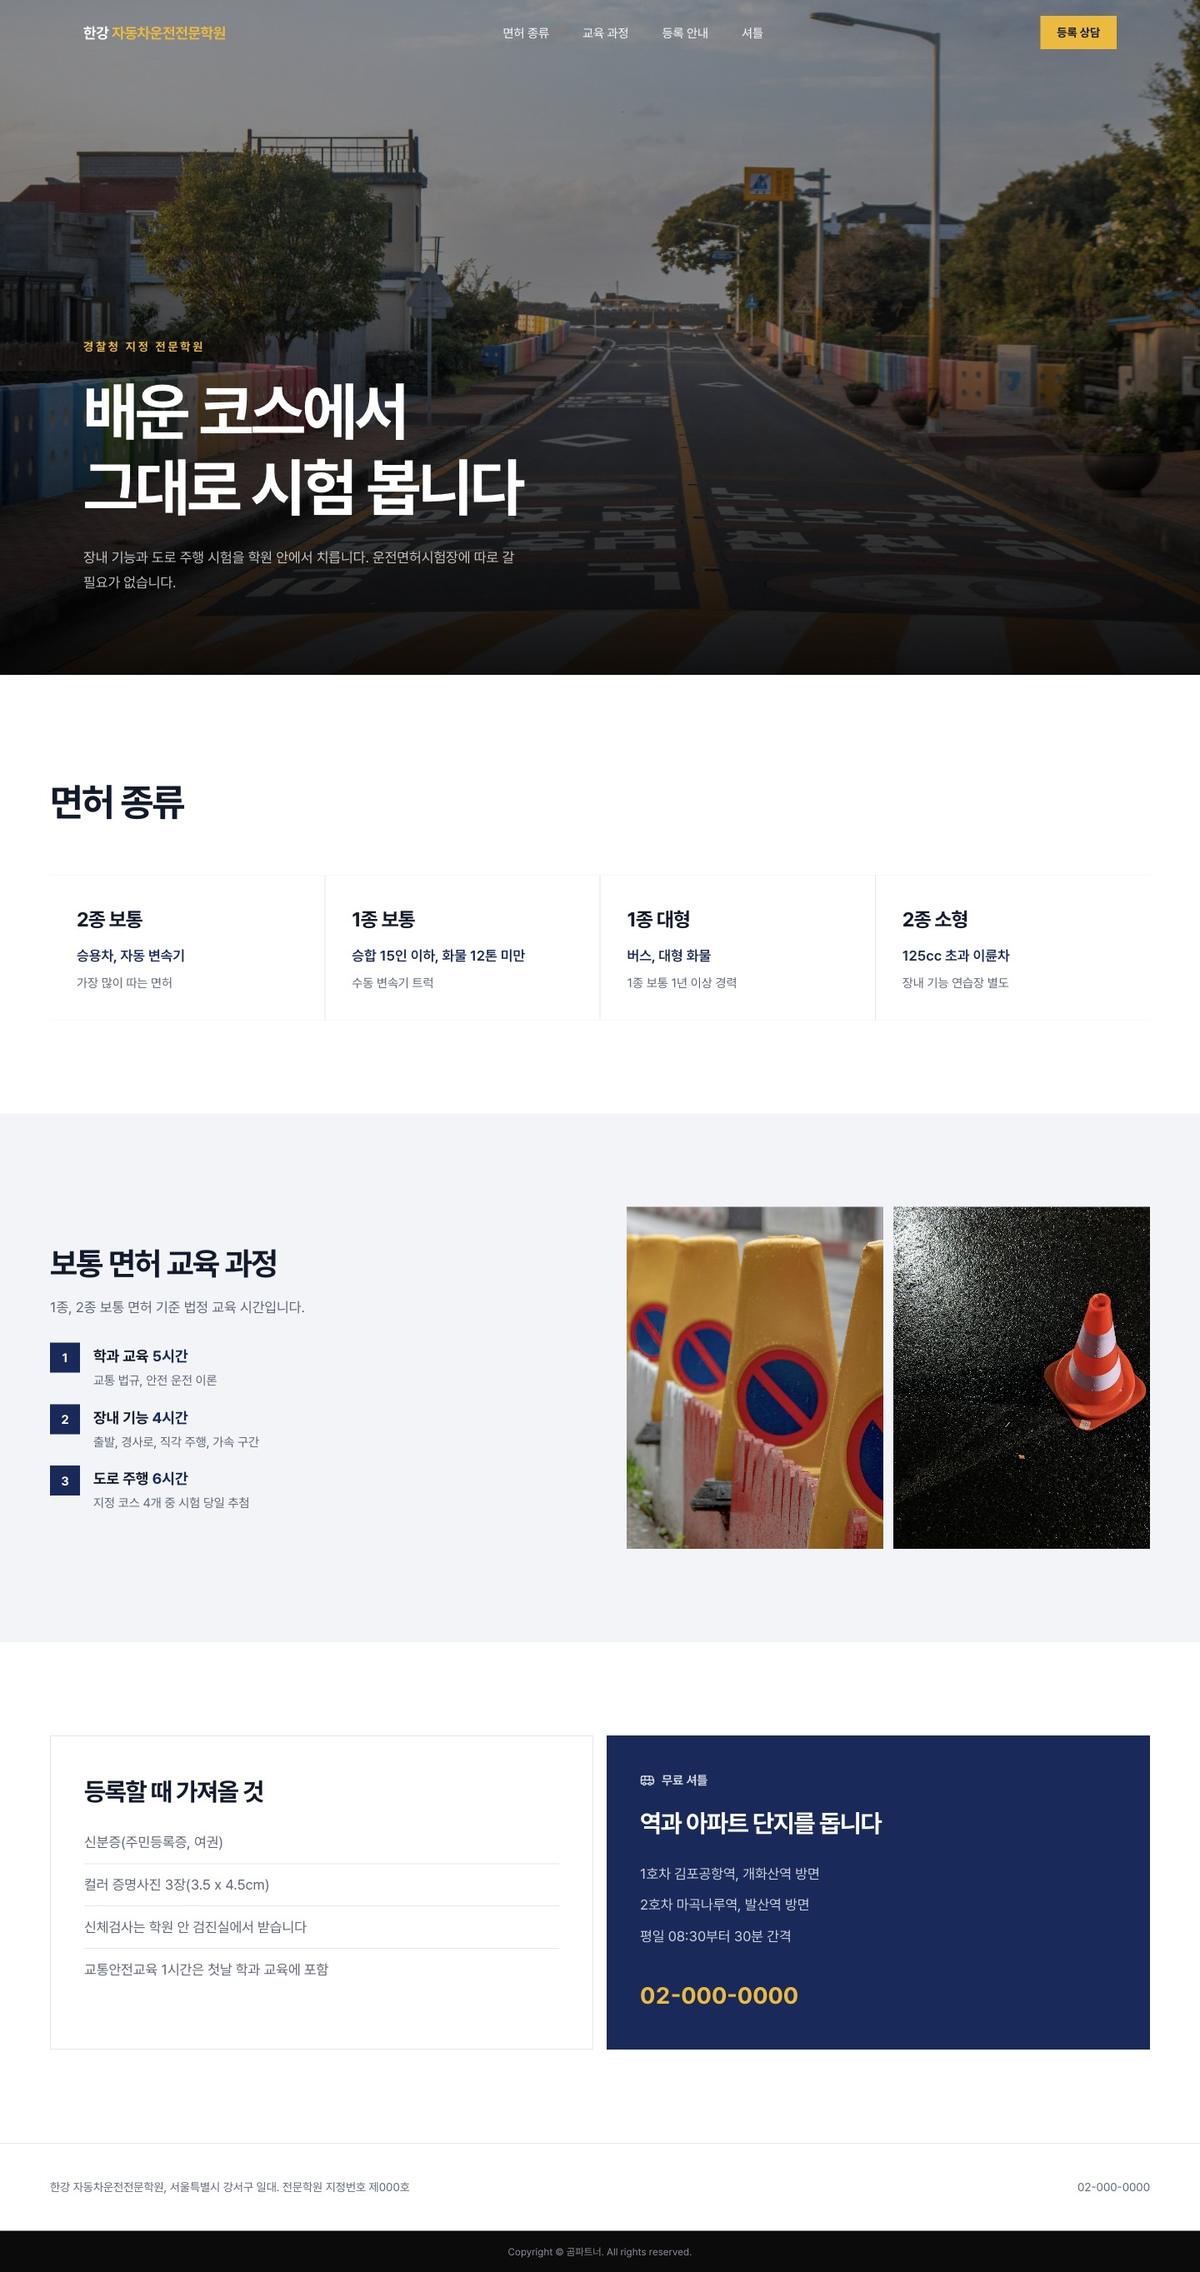 한강 자동차운전전문학원
면허 종류
교육 과정
등록 안내
셔틀
등록 상담
경찰청 지정 전문학원
배운 코스에서
그대로 시험 봅니다
장내 기능과 도로 주행 시험을 학원 안에서 치릅니다. 운전면허시험장에 따로 갈
필요가 없습니다.
면허 종류
2종 보통
승용차, 자동 변속기
가장 많이 따는 면허
1종 보통
승합 15인 이하, 화물 12톤 미만
수동 변속기 트럭
1종 대형
버스, 대형 화물
1종 보통 1년 이상 경력
2종 소형
125cc 초과 이륜차
장내 기능 연습장 별도
보통 면허 교육 과정
1종, 2종 보통 면허 기준 법정 교육 시간입니다.
1
학과 교육 5시간
교통 법규, 안전 운전 이론
2
장내 기능 4시간
출발, 경사로, 직각 주행, 가속 구간
3
도로 주행 6시간
지정 코스 4개 중 시험 당일 추첨
등록할 때 가져올 것
신분증(주민등록증, 여권)
컬러 증명사진 3장(3.5 x 4.5cm)
신체검사는 학원 안 검진실에서 받습니다
교통안전교육 1시간은 첫날 학과 교육에 포함
무료 셔틀
역과 아파트 단지를 돕니다
1호차 김포공항역, 개화산역 방면
2호차 마곡나루역, 발산역 방면
평일 08:30부터 30분 간격
02-000-0000
한강 자동차운전전문학원, 서울특별시 강서구 일대. 전문학원 지정번호 제000호
02-000-0000
Copyright © 곰파트너. All rights reserved.